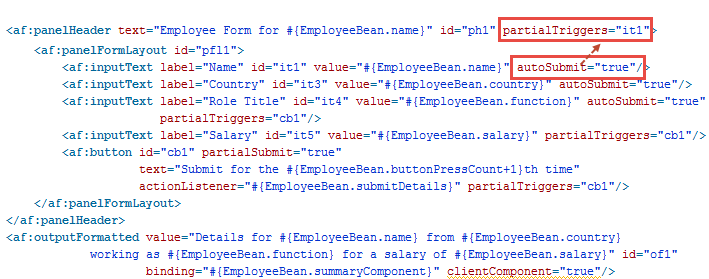 <af:panelHeader text="Employee Form for #{EmployeeBean.name}" id="ph1" partialTriggers="it1">
<af:panelFormLayout id="pfl1">
<af:inputText label="Name" id="it1" value="#{EmployeeBean.name}" autoSubmit="true"/>
<af:inputText label="Country" id="it3" value="#{EmployeeBean.country}" autoSubmit="true"/>
<af:inputText label="Role Title" id="it4" value="#{EmployeeBean.function}" autoSubmit="true"
partialTriggers="cb1"/>
<af:inputText label="Salary" id="it5" value="#{EmployeeBean.salary}" partialTriggers="cb1"/>
<af:button id="cb1" partialSubmit="true"
text="Submit for the #{EmployeeBean.buttonPressCount+1}th time"
actionListener="#{EmployeeBean.submitDetails}" partialTriggers="cb1"/>
</af:panelFormLayout>
</af:panelHeader>
<af:outputFormatted value="Details for #{EmployeeBean.name} from #{EmployeeBean.country}
working as #{EmployeeBean.function} for a salary of #{EmployeeBean.salary}" id="of1"
binding="#{EmployeeBean.summaryComponent}" clientComponent="true"/>